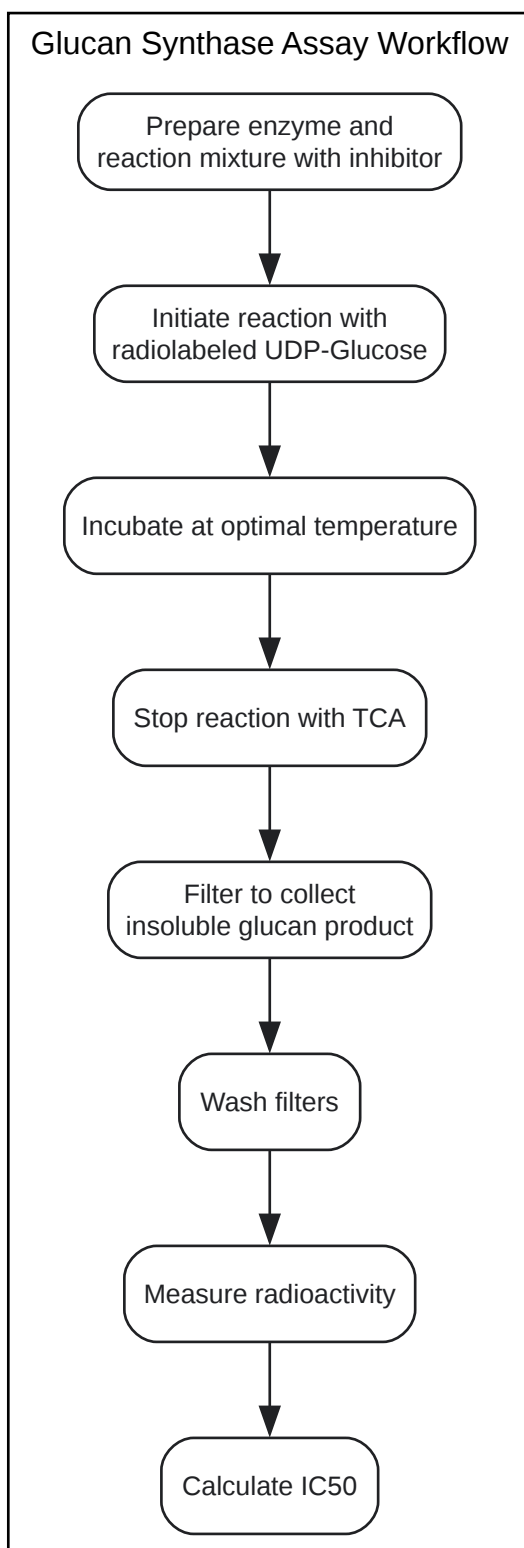 Glucan Synthase Assay Workflow
Prepare enzyme and
reaction mixture with inhibitor
Initiate reaction with
radiolabeled UDP-Glucose
Incubate at optimal temperature
Stop reaction with TCA
Filter to collect
insoluble glucan product
Wash filters
Measure radioactivity
Calculate IC50